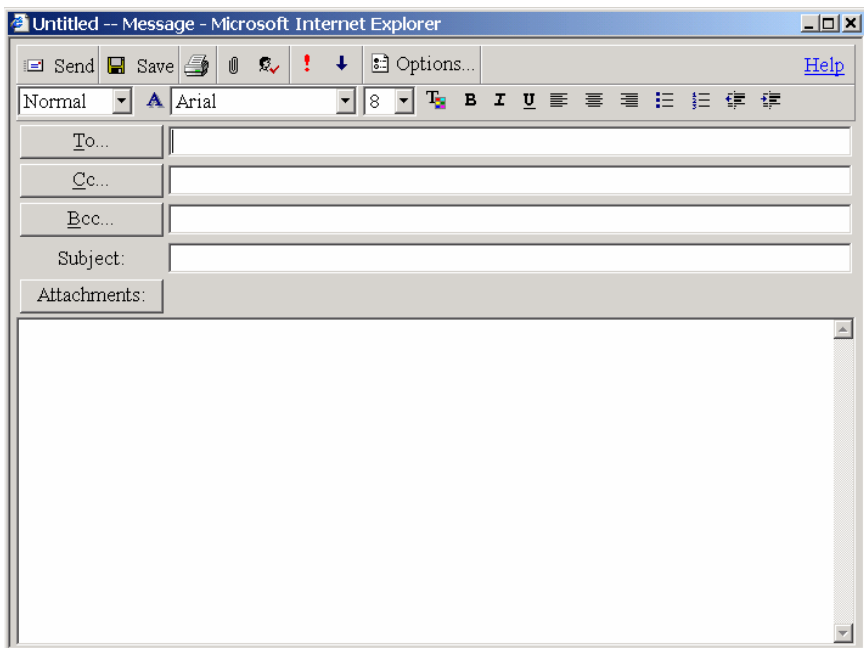 Untitled -- Message - Microsoft Internet Explorer
Send Save Options... Help
Normal A Arial 8 T B I U
To...
Cc...
Bcc...
Subject:
Attachments: